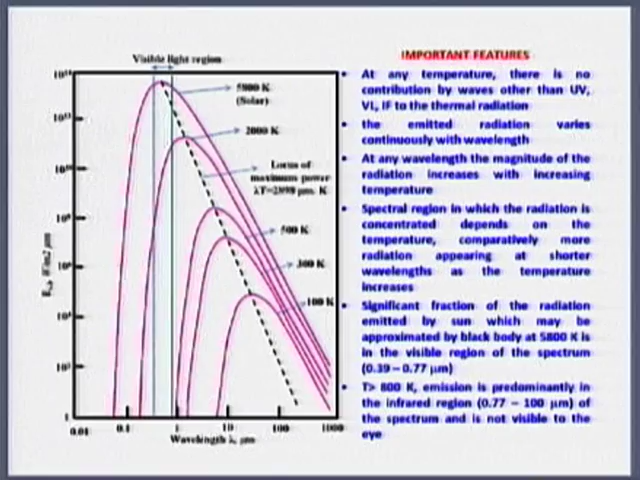 Visible light region
5800 K
(Solar)
2000 K
Locus of
maximum power
λT=2898 μm. K
500 K
300 K
100 K
1
0.01
0.1
1
10
100
1000
Wavelength λ, μm
IMPORTANT FEATURES
• At any temperature, there is no
contribution by waves other than UV,
VI, IF to the thermal radiation
• the emitted radiation varies
continuously with wavelength
• At any wavelength the magnitude of the
radiation increases with increasing
temperature
• Spectral region in which the radiation is
concentrated depends on the
temperature, comparatively more
radiation appearing at shorter
wavelengths as the temperature
increases
• Significant fraction of the radiation
emitted by sun which may be
approximated by black body at 5800 K is
in the visible region of the spectrum
(0.39 – 0.77 μm)
• T> 800 K, emission is predominantly in
the infrared region (0.77 – 100 μm) of
the spectrum and is not visible to the
eye